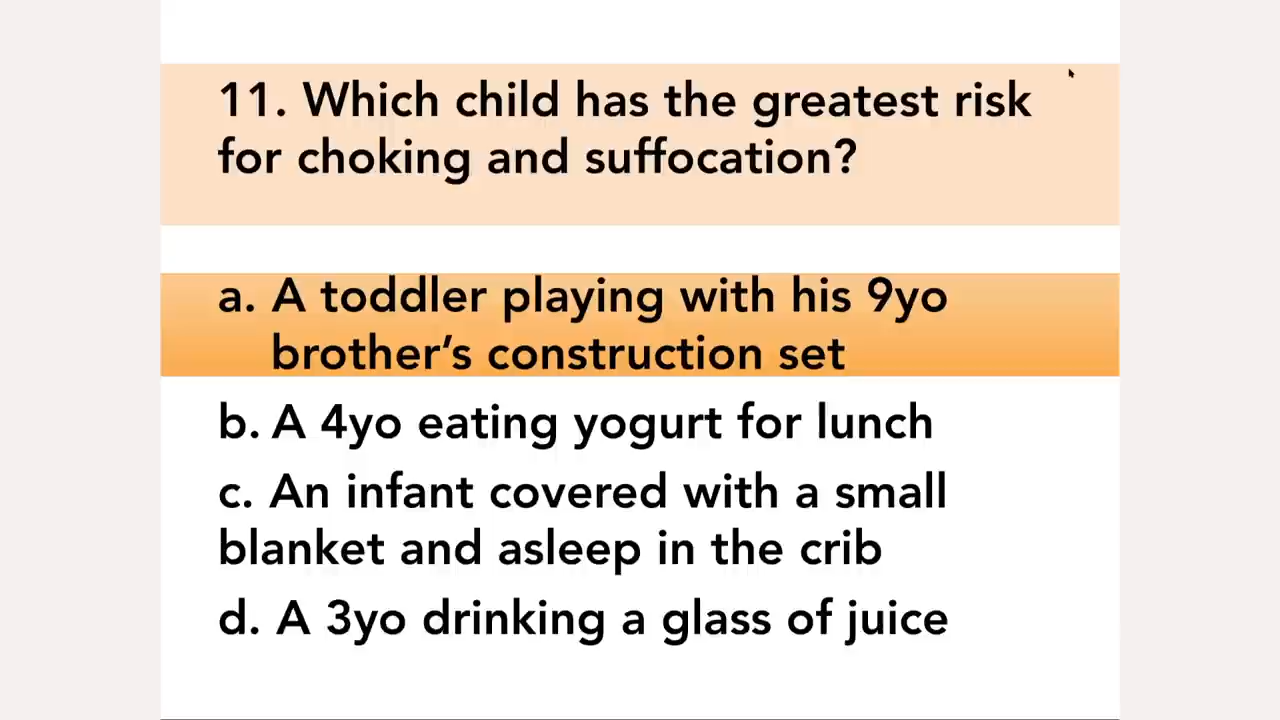 11. Which child has the greatest risk
for choking and suffocation?
a. A toddler playing with his 9yo
brother’s construction set
b. A 4yo eating yogurt for lunch
c. An infant covered with a small
blanket and asleep in the crib
d. A 3yo drinking a glass of juice